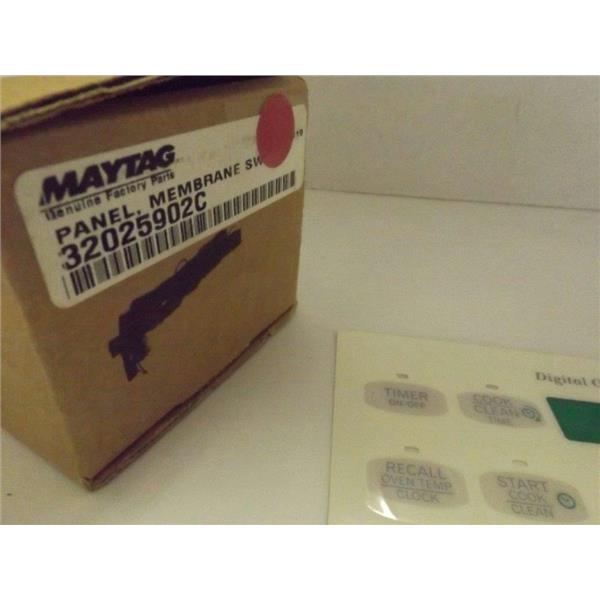 MAYTAG
Genuine Factory Parts
PANEL, MEMBRANE SW
32025902C
Digital C
TIMER
ON/OFF
COOK
CLEAN
TIME
RECALL
OVEN TEMP
CLOCK
START
COOK
CLEAN